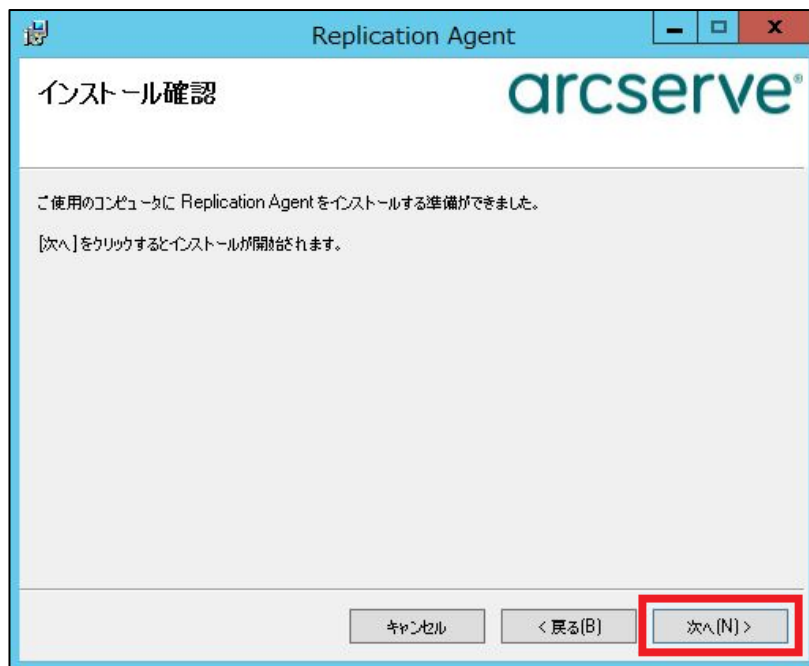 Replication Agent
インストール確認
arcserve®
ご使用のコンピュータに Replication Agent をインストールする準備ができました。
[次へ]をクリックするとインストールが開始されます。
キャンセル
< 戻る(B)
次へ(N) >